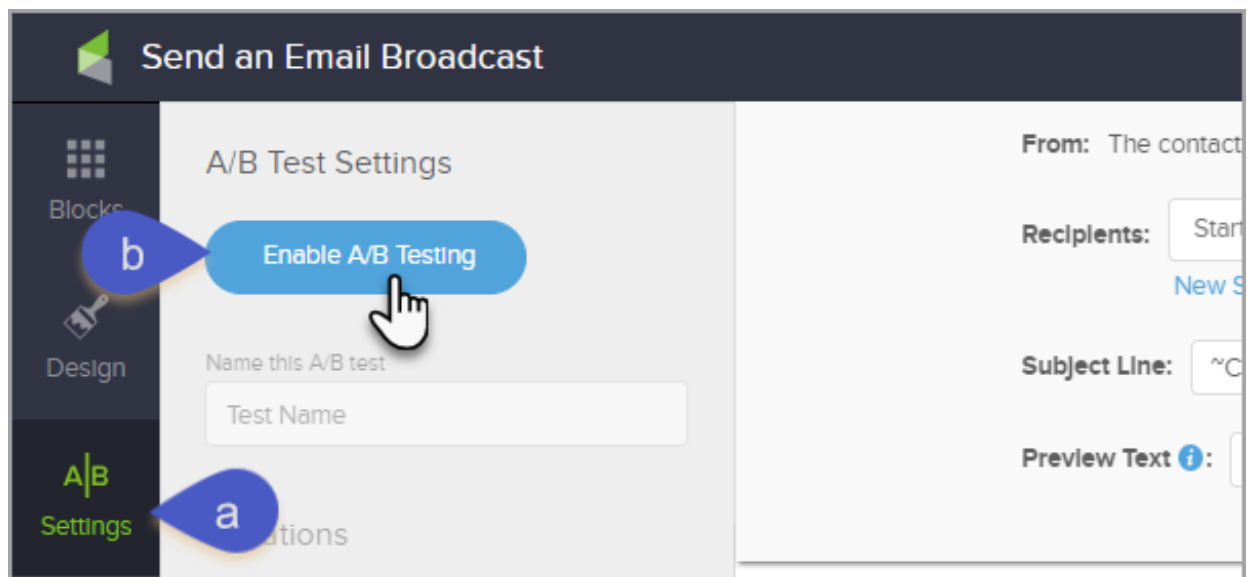 Send an Email Broadcast
Blocks
Design
A|B
Settings
A/B Test Settings
b
Enable A/B Testing
Name this A/B test
Test Name
a
From: The contact
Recipients:
New
Subject Line: ~C
Preview Text i :